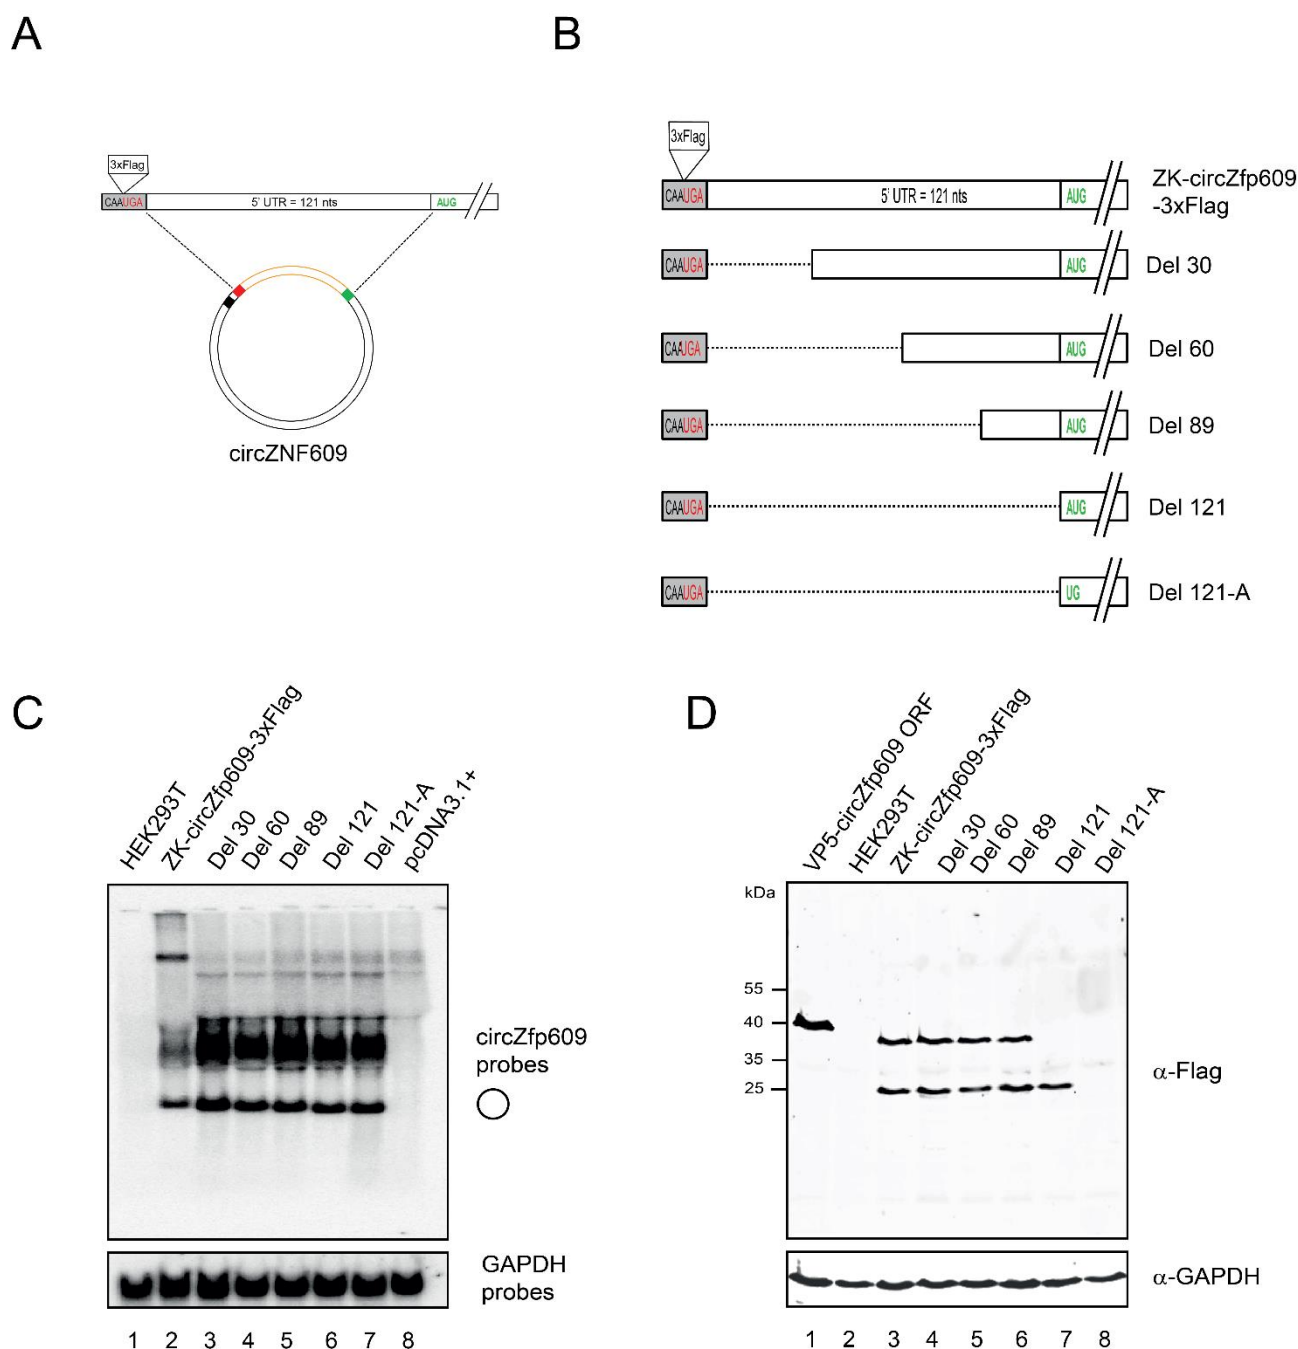 A
B
3xFlag
CAAUGA
5' UTR = 121 nts
AUG
circZNF609
3xFlag
CAAUGA
5' UTR = 121 nts
AUG
ZK-circZfp609
-3xFlag
CAAUGA
AUG
Del 30
CAAUGA
AUG
Del 60
CAAUGA
AUG
Del 89
CAAUGA
AUG
Del 121
CAAUGA
UG
Del 121-A
C
HEK293T
ZK-circZfp609-3xFlag
Del 30
Del 60
Del 89
Del 121
Del 121-A
pcDNA3.1+
circZfp609
probes
GAPDH
probes
1 2 3 4 5 6 7 8
D
VP5-circZfp609 ORF
HEK293T
ZK-circZfp609-3xFlag
Del 30
Del 60
Del 89
Del 121
Del 121-A
kDa
55
40
35
25
α-Flag
α-GAPDH
1 2 3 4 5 6 7 8